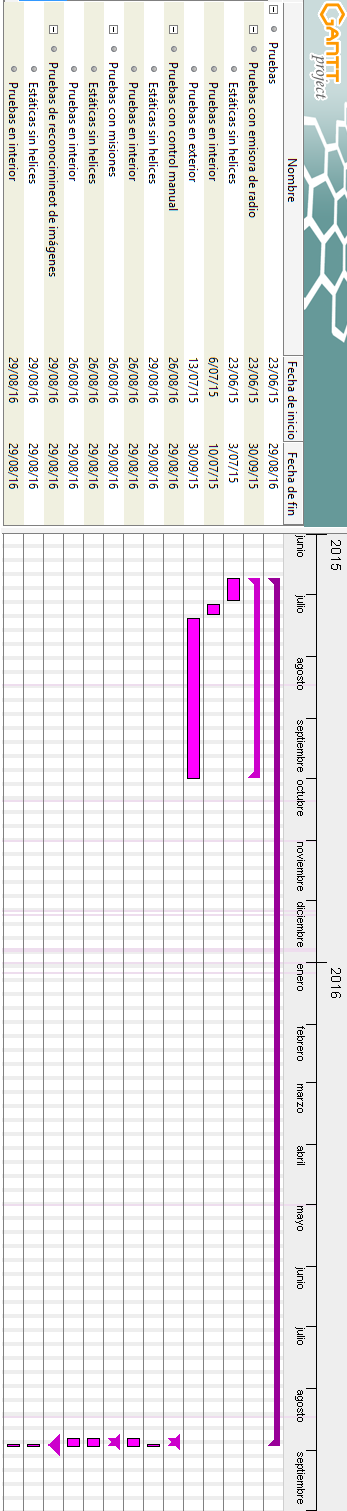 GANTT
project
Nombre Fecha de inicio Fecha de fin
Pruebas 23/06/15 29/08/16
Pruebas con emisora de radio 23/06/15 30/09/15
Estáticas sin helices 23/06/15 3/07/15
Pruebas en interior 6/07/15 10/07/15
Pruebas en exterior 13/07/15 30/09/15
Pruebas con control manual 26/08/16 29/08/16
Estáticas sin helices 29/08/16 29/08/16
Pruebas en interior 26/08/16 29/08/16
Pruebas con misiones 26/08/16 29/08/16
Estáticas sin helices 26/08/16 29/08/16
Pruebas en interior 26/08/16 29/08/16
Pruebas de reconocimineot de imágenes 29/08/16 29/08/16
Estáticas sin helices 29/08/16 29/08/16
Pruebas en interior 29/08/16 29/08/16
2015 2016
junio julio agosto septiembre octubre noviembre diciembre enero febrero marzo abril mayo junio julio agosto septiembre